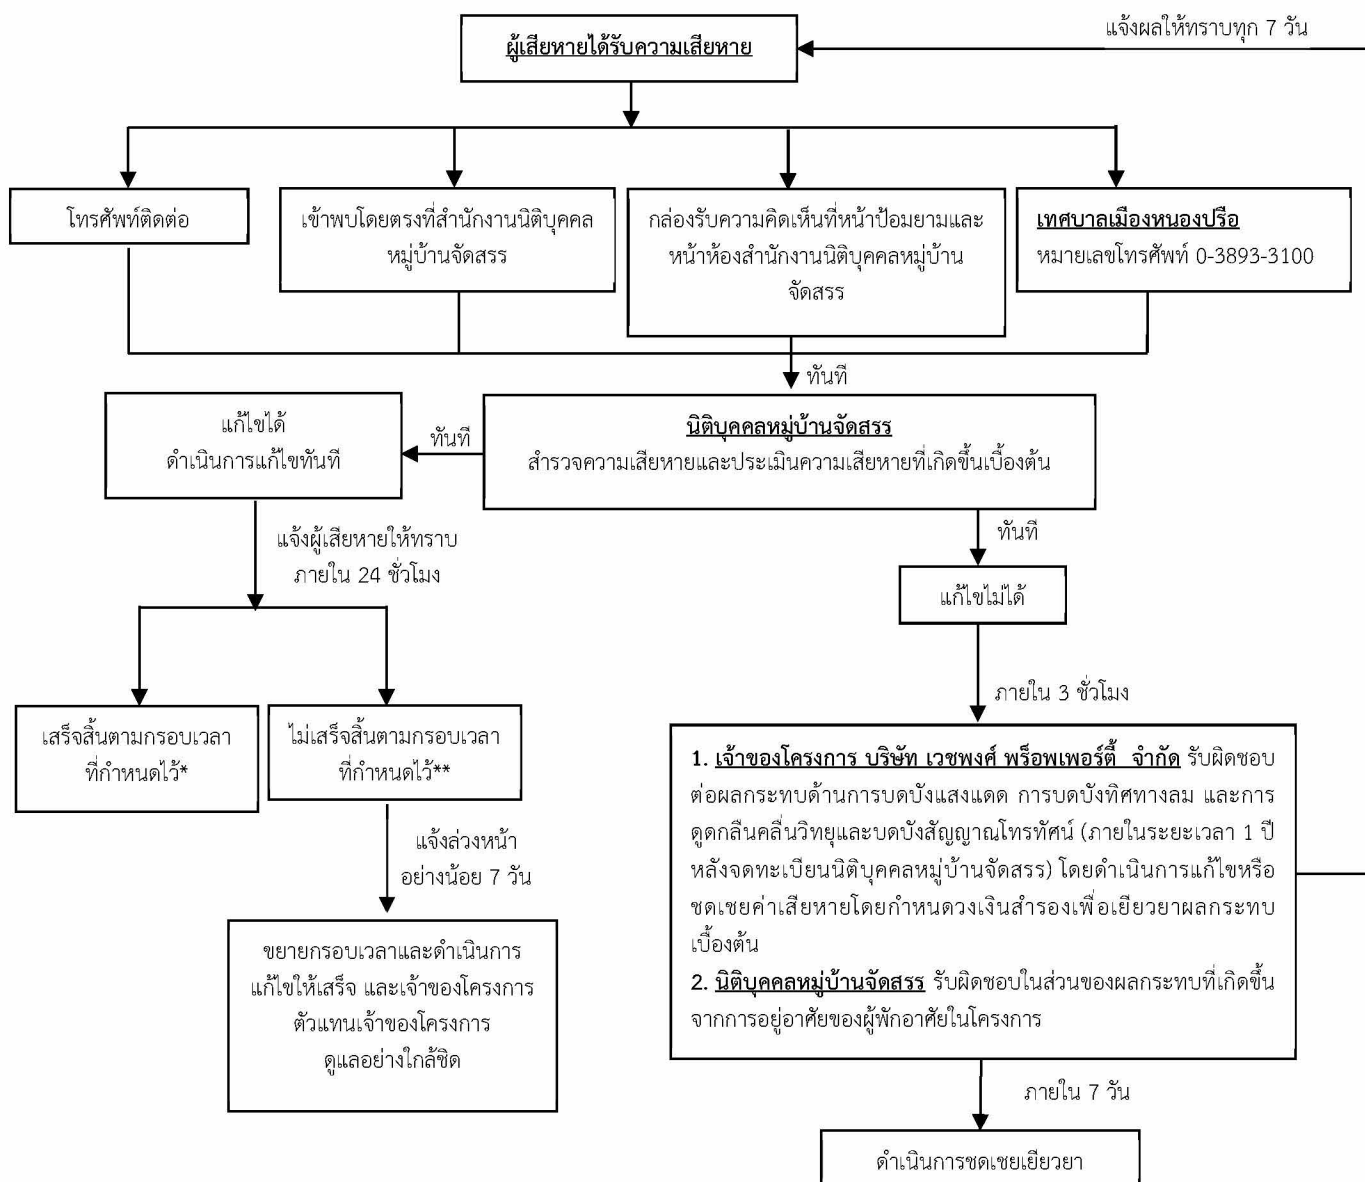 แจ้งผลให้ทราบทุก 7 วัน
ผู้เสียหายได้รับความเสียหาย
โทรศัพท์ติดต่อ
เข้าพบโดยตรงที่สำนักงานนิติบุคคล
หมู่บ้านจัดสรร
กล่องรับความคิดเห็นที่หน้าป้อมยามและ
หน้าห้องสำนักงานนิติบุคคลหมู่บ้าน
จัดสรร
เทศบาลเมืองหนองปรือ
หมายเลขโทรศัพท์ 0-3893-3100
ทันที
นิติบุคคลหมู่บ้านจัดสรร
สำรวจความเสียหายและประเมินความเสียหายที่เกิดขึ้นเบื้องต้น
ทันที
แก้ไขได้
ดำเนินการแก้ไขทันที
แจ้งผู้เสียหายให้ทราบ
ภายใน 24 ชั่วโมง
เสร็จสิ้นตามกรอบเวลา
ที่กำหนดไว้*
ไม่เสร็จสิ้นตามกรอบเวลา
ที่กำหนดไว้**
แจ้งล่วงหน้า
อย่างน้อย 7 วัน
ขยายกรอบเวลาและดำเนินการ
แก้ไขให้เสร็จ และเจ้าของโครงการ
ตัวแทนเจ้าของโครงการ
ดูแลอย่างใกล้ชิด
ทันที
แก้ไขไม่ได้
ภายใน 3 ชั่วโมง
1. เจ้าของโครงการ บริษัท เวชพงศ์ พร็อพเพอร์ตี้ จำกัด รับผิดชอบ
ต่อผลกระทบด้านการบดบังแสงแดด การบดบังทิศทางลม และการ
ดูดกลืนคลื่นวิทยุและบดบังสัญญาณโทรทัศน์ (ภายในระยะเวลา 1 ปี
หลังจดทะเบียนนิติบุคคลหมู่บ้านจัดสรร) โดยดำเนินการแก้ไขหรือ
ชดเชยค่าเสียหายโดยกำหนดวงเงินสำรองเพื่อเยียวยาผลกระทบ
เบื้องต้น
2. นิติบุคคลหมู่บ้านจัดสรร รับผิดชอบในส่วนของผลกระทบที่เกิดขึ้น
จากการอยู่อาศัยของผู้พักอาศัยในโครงการ
ภายใน 7 วัน
ดำเนินการชดเชยเยียวยา